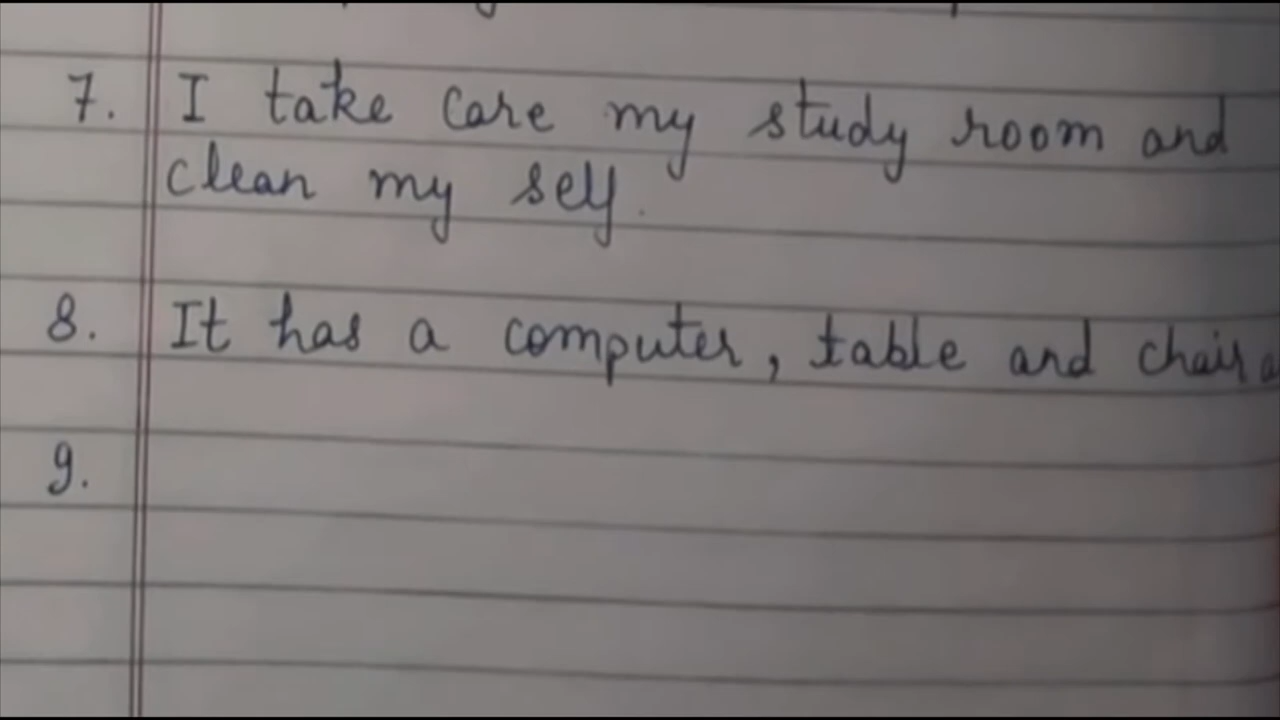 7. I take care my study room and
clean my self.
8. It has a computer, table and chair
9.